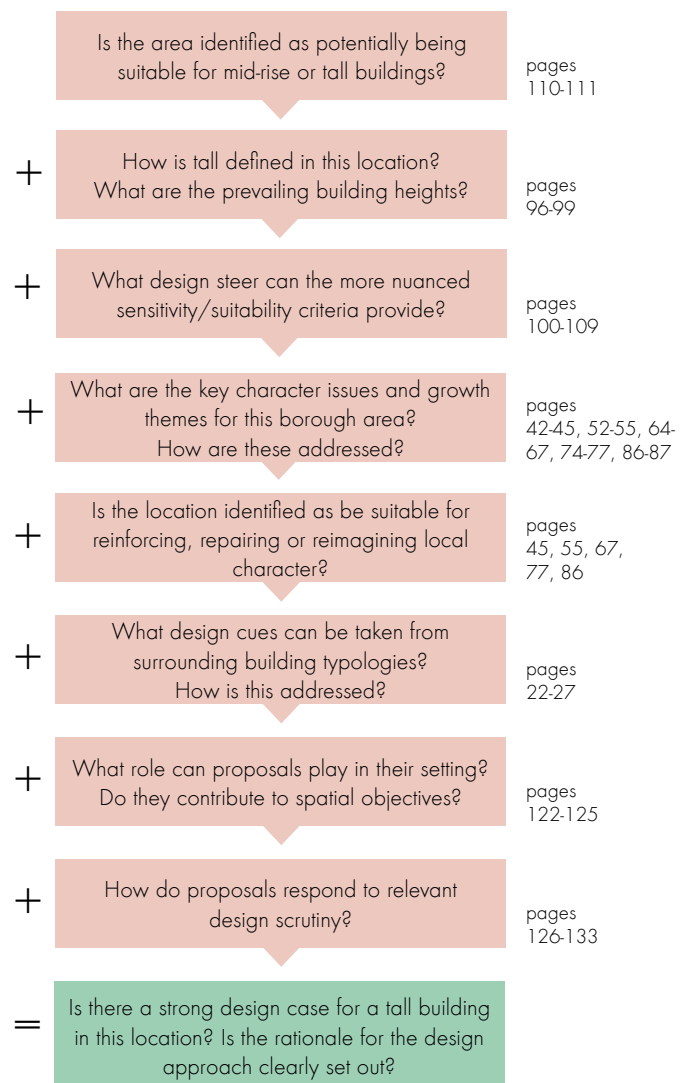 Is the area identified as potentially being
suitable for mid-rise or tall buildings?
pages
110-111
+
How is tall defined in this location?
What are the prevailing building heights?
pages
96-99
+
What design steer can the more nuanced
sensitivity/suitability criteria provide?
pages
100-109
+
What are the key character issues and growth
themes for this borough area?
How are these addressed?
pages
42-45, 52-55, 64-
67, 74-77, 86-87
+
Is the location identified as be suitable for
reinforcing, repairing or reimagining local
character?
pages
45, 55, 67,
77, 86
+
What design cues can be taken from
surrounding building typologies?
How is this addressed?
pages
22-27
+
What role can proposals play in their setting?
Do they contribute to spatial objectives?
pages
122-125
+
How do proposals respond to relevant
design scrutiny?
pages
126-133
=
Is there a strong design case for a tall building
in this location? Is the rationale for the design
approach clearly set out?